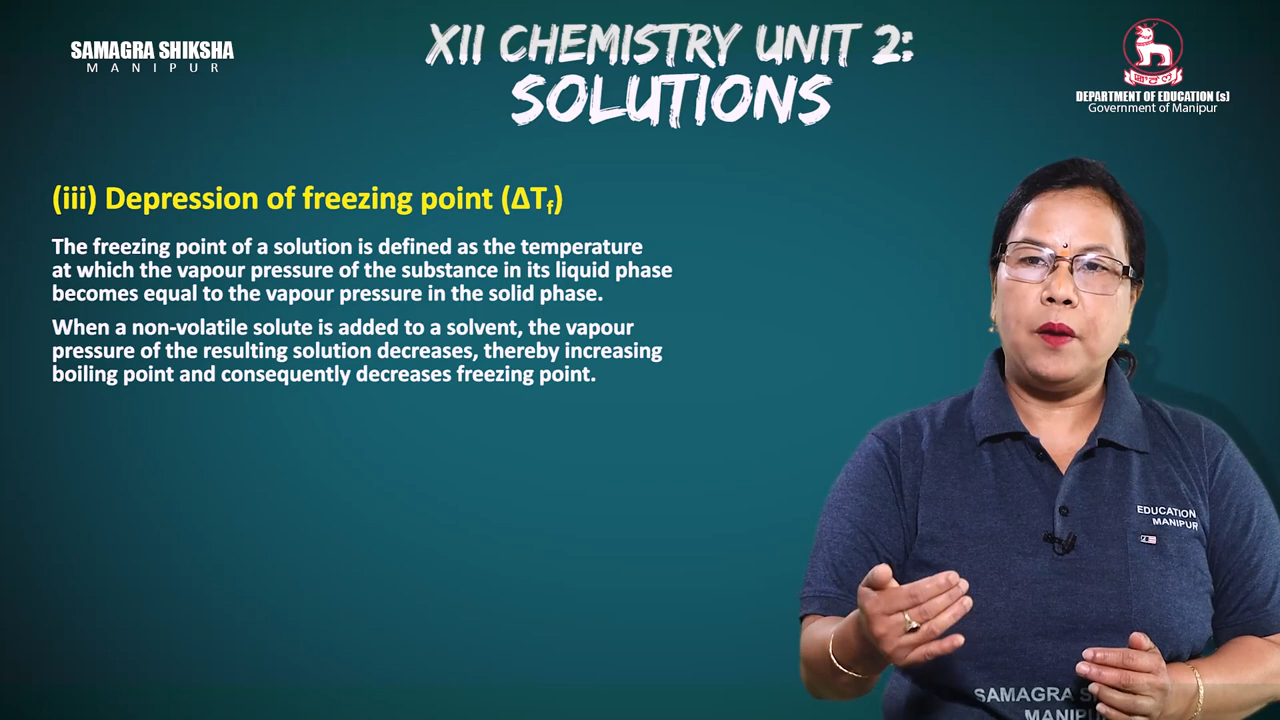 SAMAGRA SHIKSHA
MANIPUR
XII CHEMISTRY UNIT 2:
SOLUTIONS
DEPARTMENT OF EDUCATION (s)
Government of Manipur
(iii) Depression of freezing point (ΔTf)
The freezing point of a solution is defined as the temperature
at which the vapour pressure of the substance in its liquid phase
becomes equal to the vapour pressure in the solid phase.
When a non-volatile solute is added to a solvent, the vapour
pressure of the resulting solution decreases, thereby increasing
boiling point and consequently decreases freezing point.
EDUCATION
MANIPUR
SAMAGRA
MANIPUR